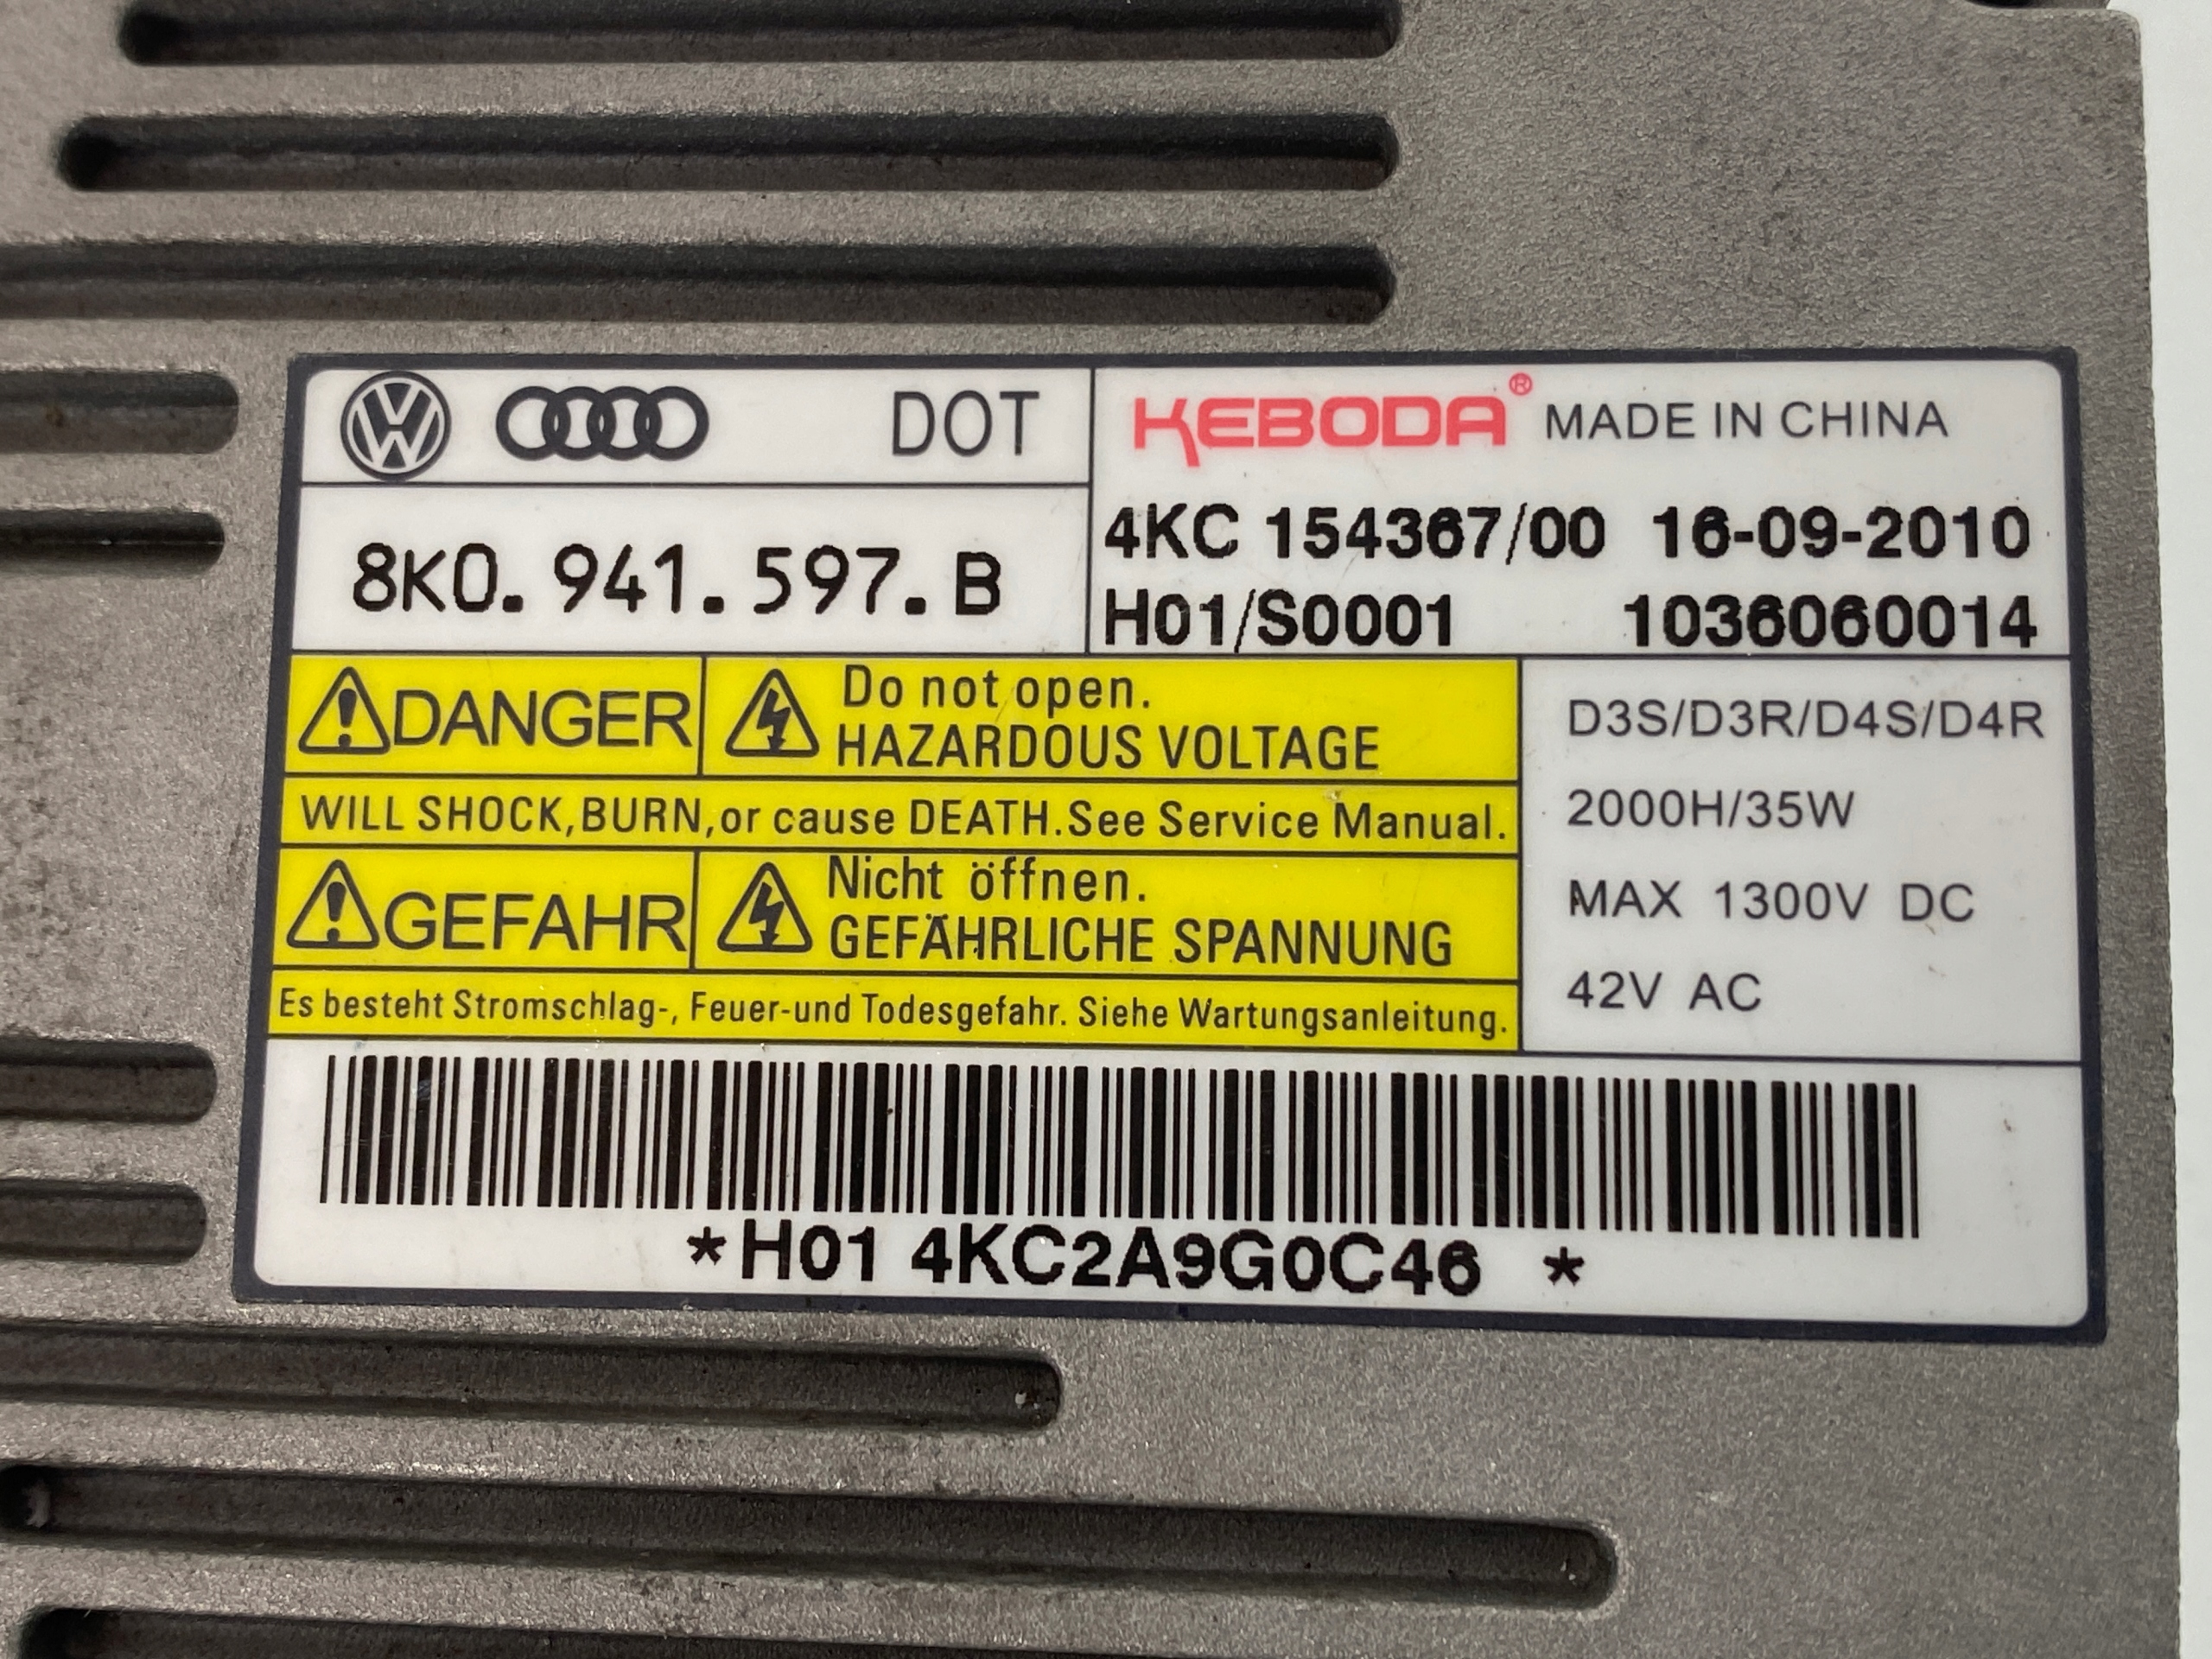 DOT
8K0.941.597.B
KEBODA® MADE IN CHINA
4KC 154367/00 16-09-2010
H01/S0001 1036060014
DANGER
Do not open.
HAZARDOUS VOLTAGE
WILL SHOCK,BURN,or cause DEATH.See Service Manual.
GEFAHR
Nicht öffnen.
GEFÄHRLICHE SPANNUNG
Es besteht Stromschlag-, Feuer-und Todesgefahr. Siehe Wartungsanleitung.
D3S/D3R/D4S/D4R
2000H/35W
MAX 1300V DC
42V AC
*H01 4KC2A9G0C46 *